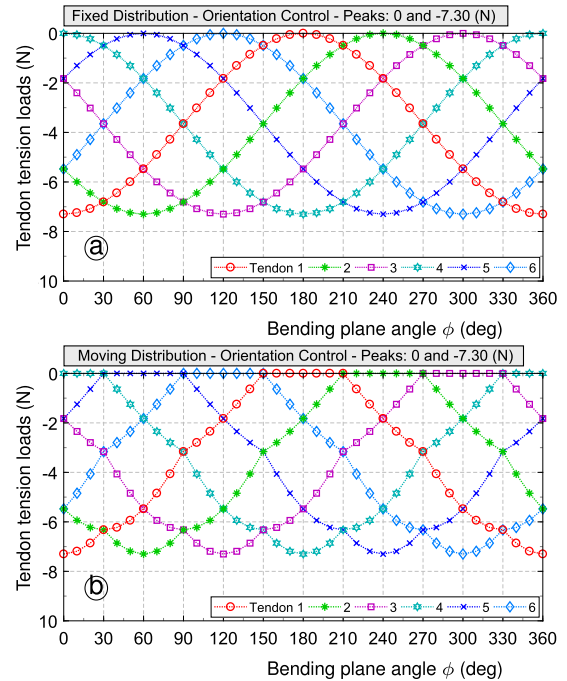 Fixed Distribution - Orientation Control - Peaks: 0 and -7.30 (N)
Tendon tension loads (N)
0
-2
-4
-6
-8
10
a
Tendon 1 2 3 4 5 6
0 30 60 90 120 150 180 210 240 270 300 330 360
Bending plane angle ϕ (deg)
Moving Distribution - Orientation Control - Peaks: 0 and -7.30 (N)
Tendon tension loads (N)
0
-2
-4
-6
-8
10
b
Tendon 1 2 3 4 5 6
0 30 60 90 120 150 180 210 240 270 300 330 360
Bending plane angle ϕ (deg)